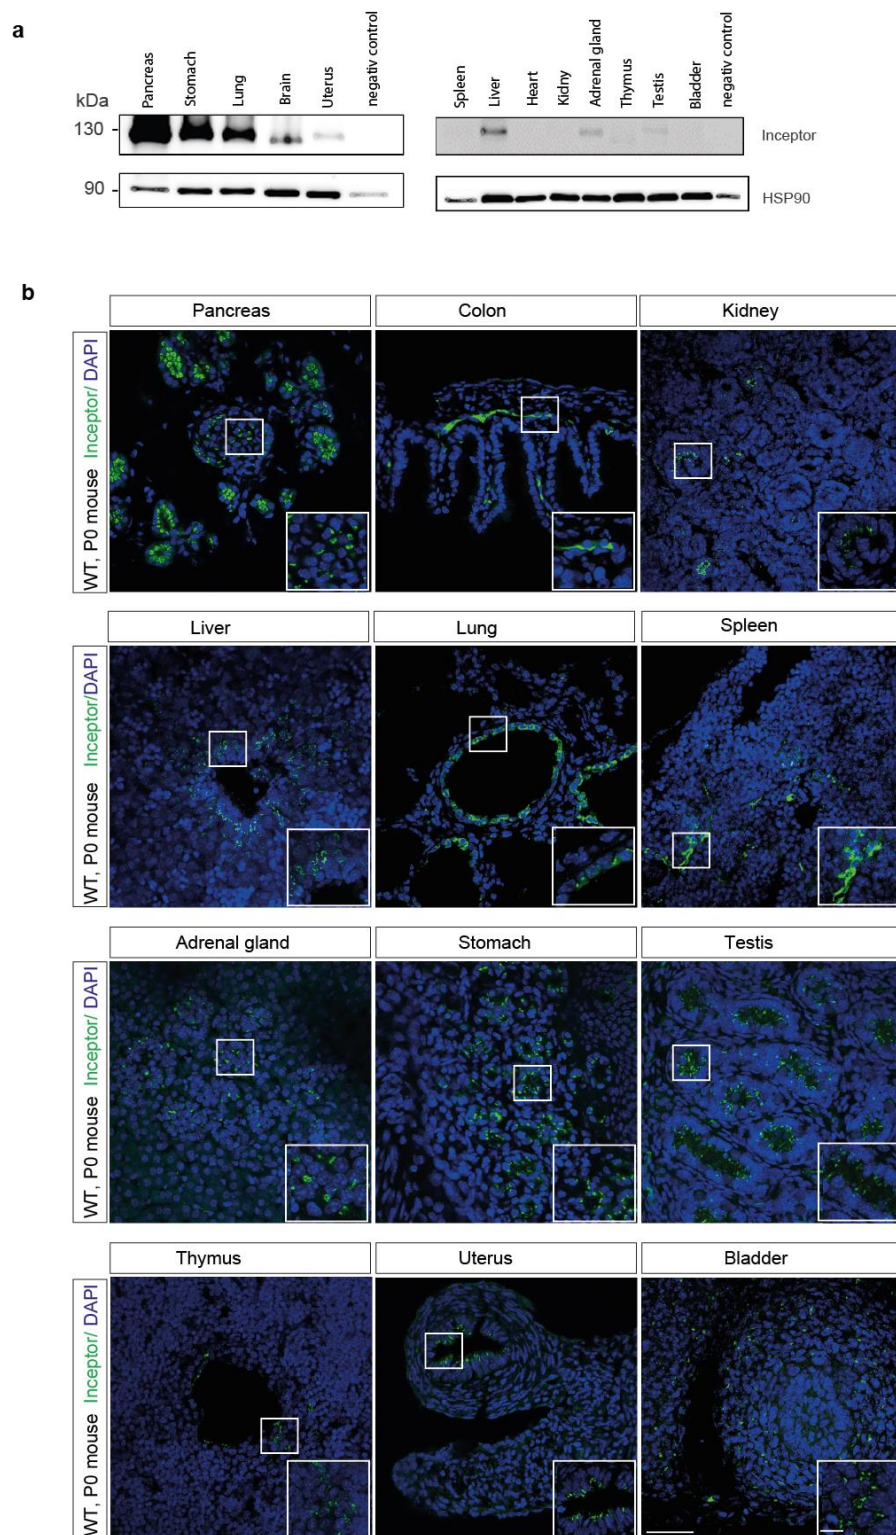 a
kDa
Pancreas
Stomach
Lung
Brain
Uterus
negativ control
Spleen
Liver
Heart
Kidny
Adrenal gland
Thymus
Testis
Bladder
negativ control
130
Inceptor
90
HSP90
b
Pancreas
Colon
Kidney
WT, P0 mouse Inceptor/ DAPI
Liver
Lung
Spleen
WT, P0 mouse Inceptor/DAPI
Adrenal gland
Stomach
Testis
WT, P0 mouse Inceptor/ DAPI
Thymus
Uterus
Bladder
WT, P0 mouse Inceptor/ DAPI